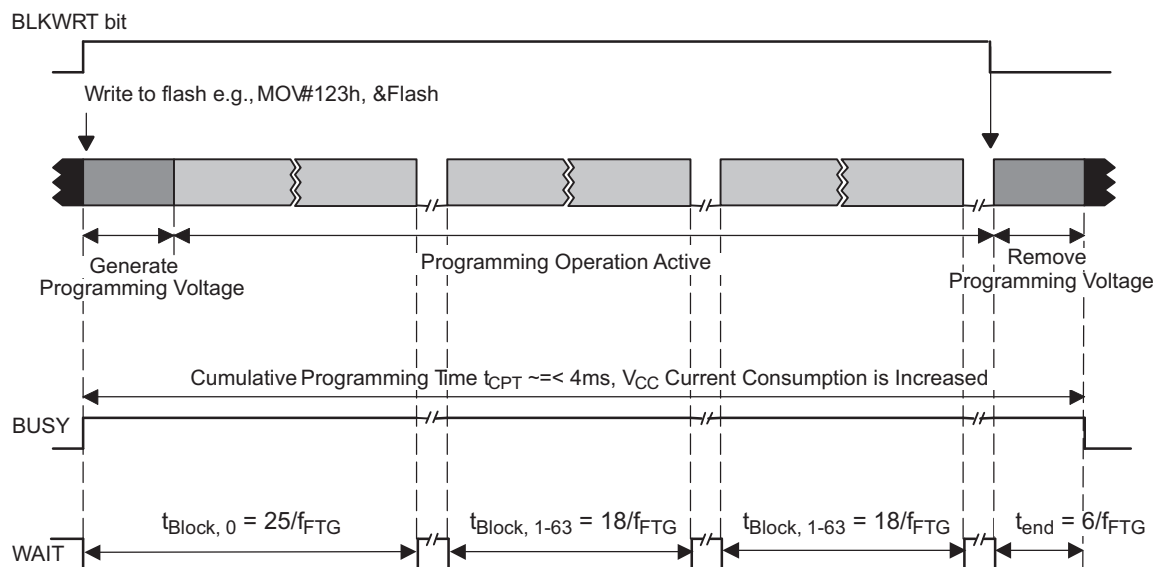 BLKWRT bit
Write to flash e.g., MOV#123h, &Flash
Generate
Programming Voltage
Programming Operation Active
Remove
Programming Voltage
Cumulative Programming Time tCPT ~=< 4ms, VCC Current Consumption is Increased
BUSY
tBlock, 0 = 25/fFTG
tBlock, 1-63 = 18/fFTG
tBlock, 1-63 = 18/fFTG
tend = 6/fFTG
WAIT